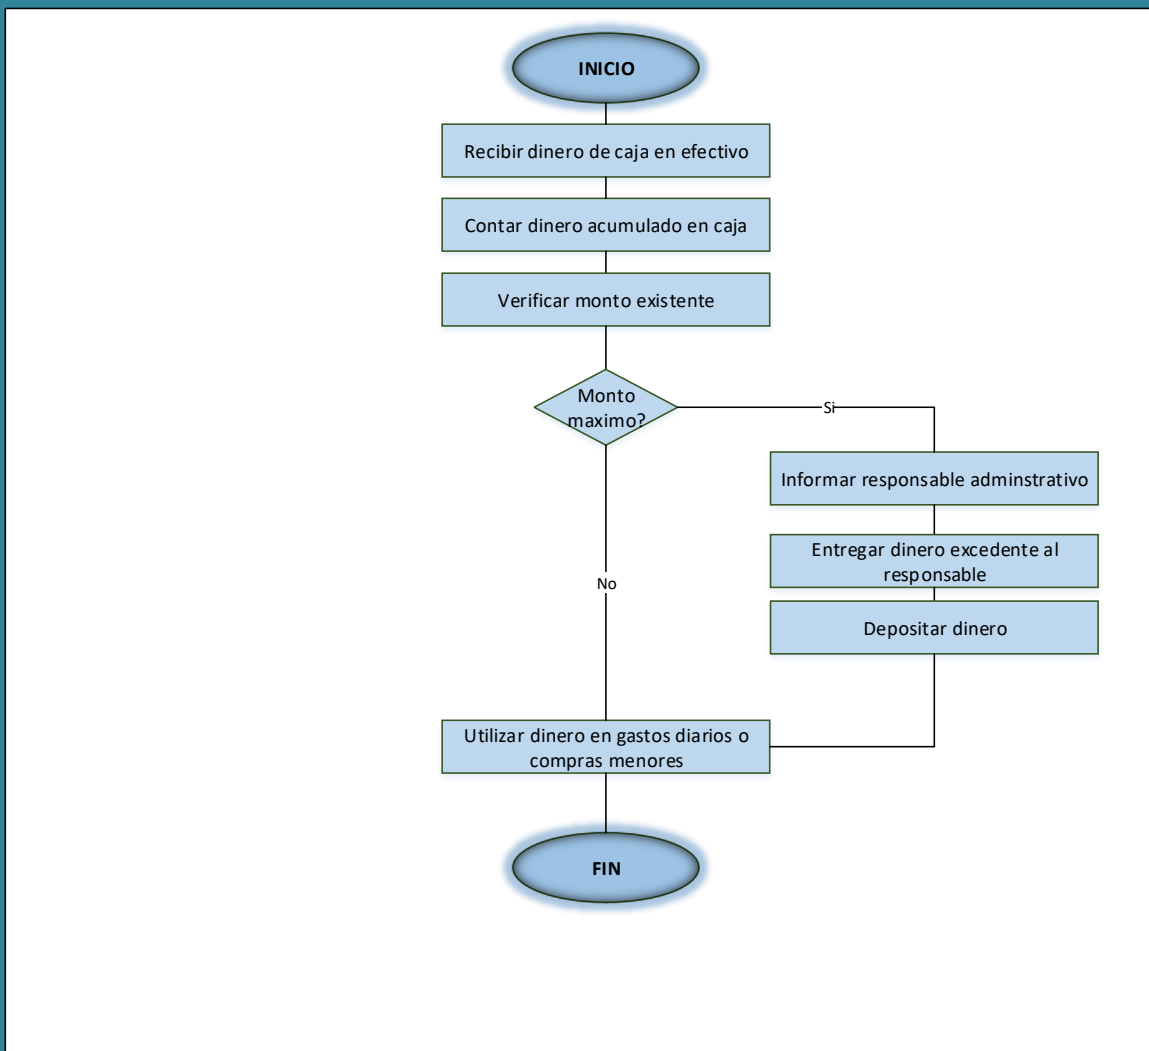 INICIO
Recibir dinero de caja en efectivo
Contar dinero acumulado en caja
Verificar monto existente
Monto
maximo?
Si
Informar responsable adminstrativo
Entregar dinero excedente al
responsable
Depositar dinero
No
Utilizar dinero en gastos diarios o
compras menores
FIN